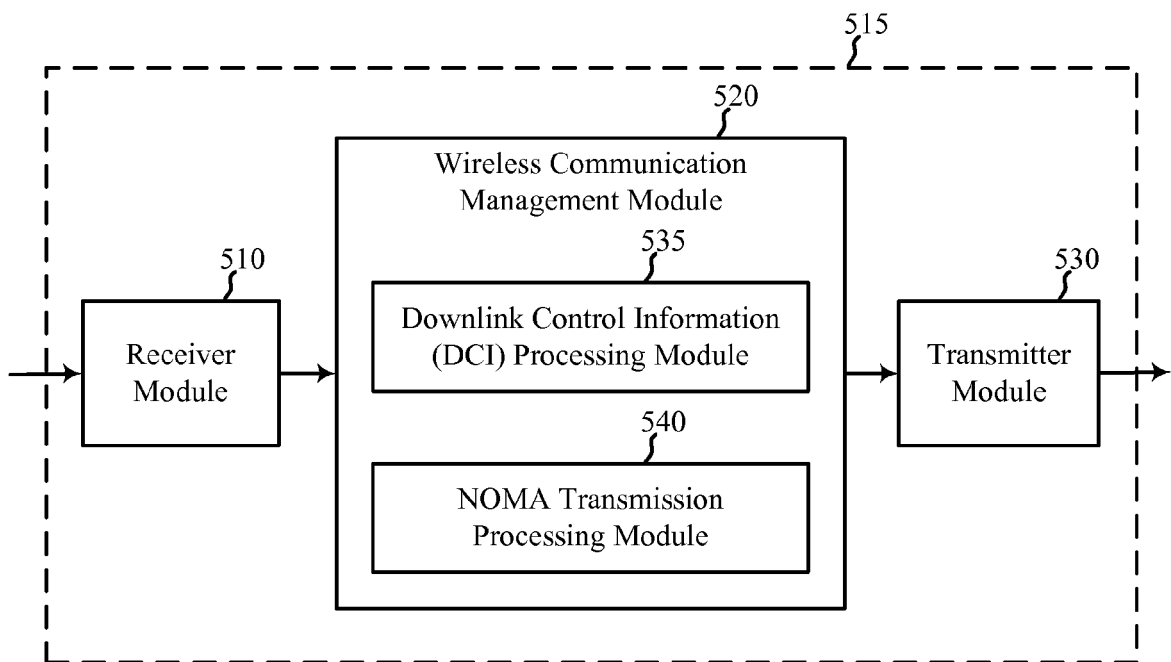 515
520
Wireless Communication
Management Module
535
Downlink Control Information
(DCI) Processing Module
510
Receiver
Module
530
Transmitter
Module
540
NOMA Transmission
Processing Module